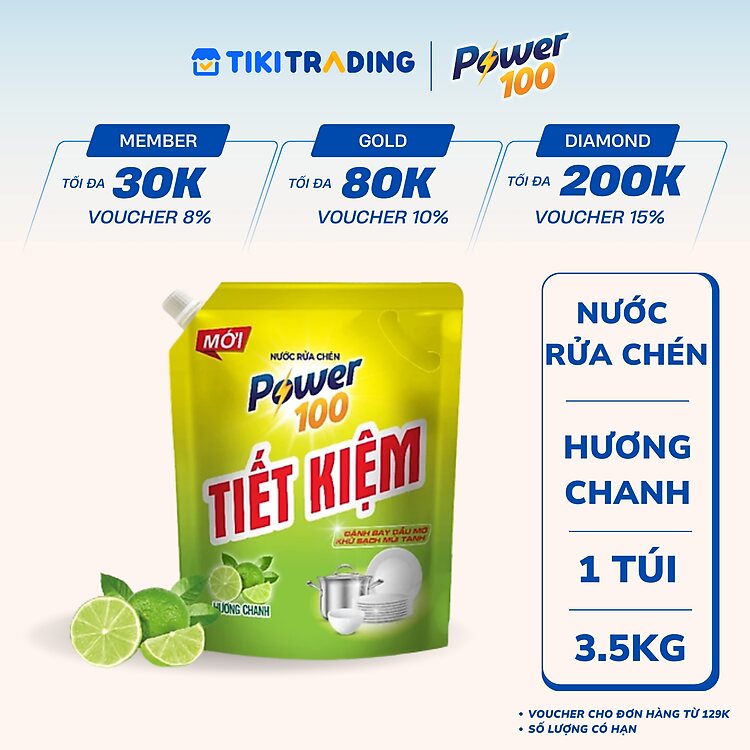 TIKITRADING
Power
100
MEMBER
TỐI ĐA 30K
VOUCHER 8%
GOLD
TỐI ĐA 80K
VOUCHER 10%
DIAMOND
TỐI ĐA 200K
VOUCHER 15%
MỚI
NƯỚC RỬA CHÉN
Power
100
TIẾT KIỆM
ĐÁNH BAY DẦU MỠ
KHỬ SẠCH MÙI TANH
HƯƠNG CHANH
NƯỚC
RỬA CHÉN
HƯƠNG
CHANH
1 TÚI
3.5KG
• VOUCHER CHO ĐƠN HÀNG TỪ 129K
• SỐ LƯỢNG CÓ HẠN